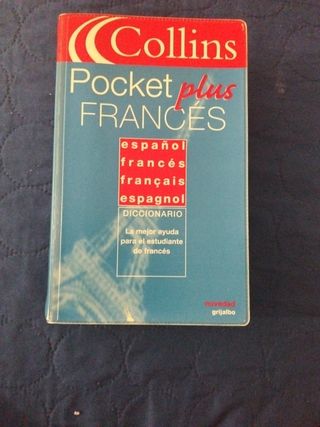 Collins
Pocket plus
FRANCÉS
español
francés
français
espagnol
DICCIONARIO
La mejor ayuda
para el estudiante
de francés
novedad
grijalbo